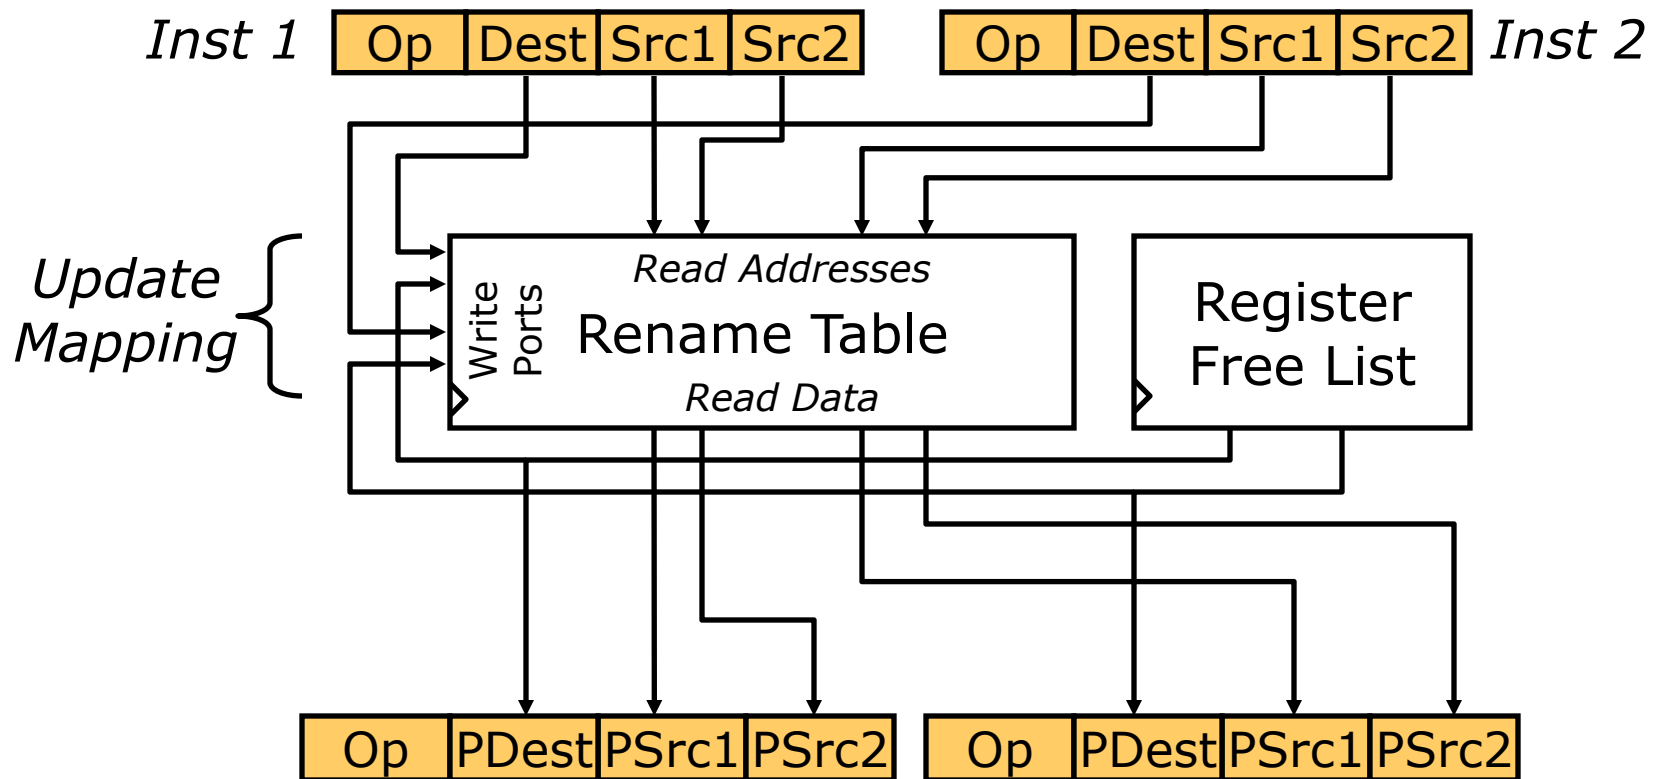 Inst 1 Op Dest Src1 Src2 Op Dest Src1 Src2 Inst 2
Update
Mapping
Write
Ports
Read Addresses
Rename Table
Read Data
Register
Free List
Op PDest PSrc1 PSrc2 Op PDest PSrc1 PSrc2